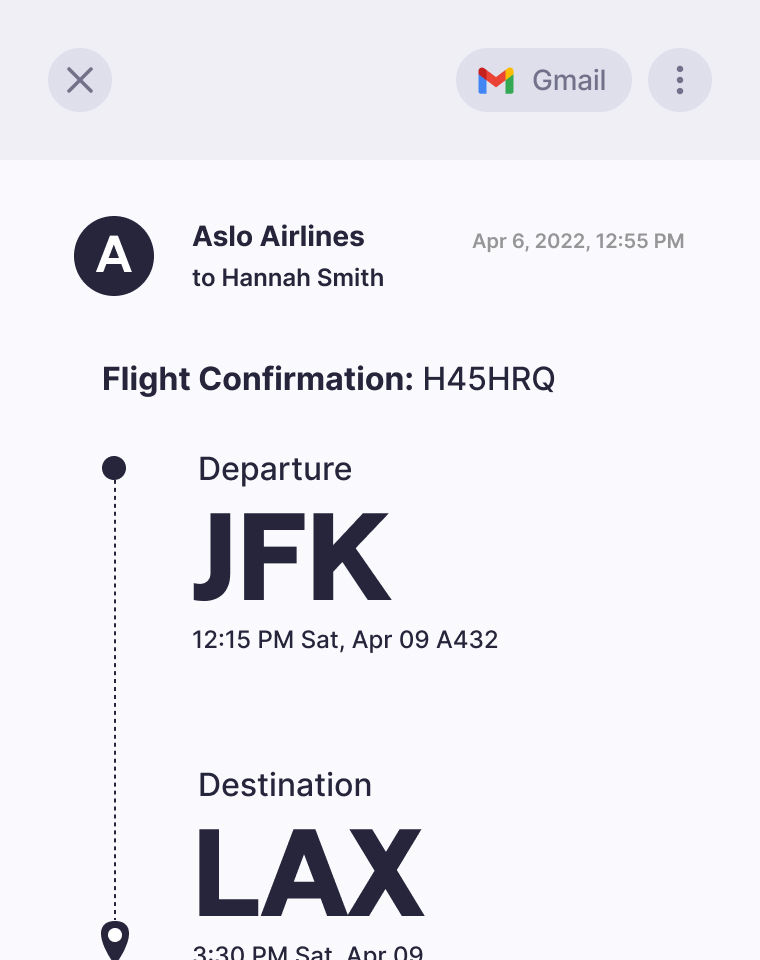 Gmail
A
Aslo Airlines
Apr 6, 2022, 12:55 PM
to Hannah Smith
Flight Confirmation: H45HRQ
Departure
JFK
12:15 PM Sat, Apr 09 A432
Destination
LAX
3:30 PM Sat, Apr 09